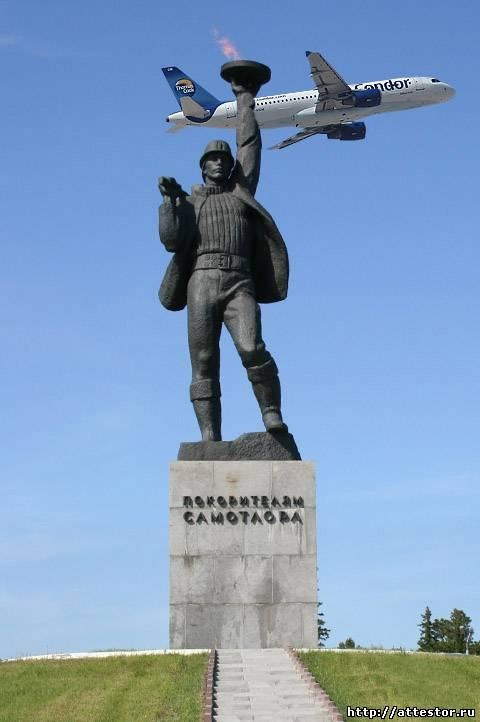 Thomas
Cook
Condor
ПОКОРИТЕЛЯМ
САМОТЛОРА
http://attestor.ru